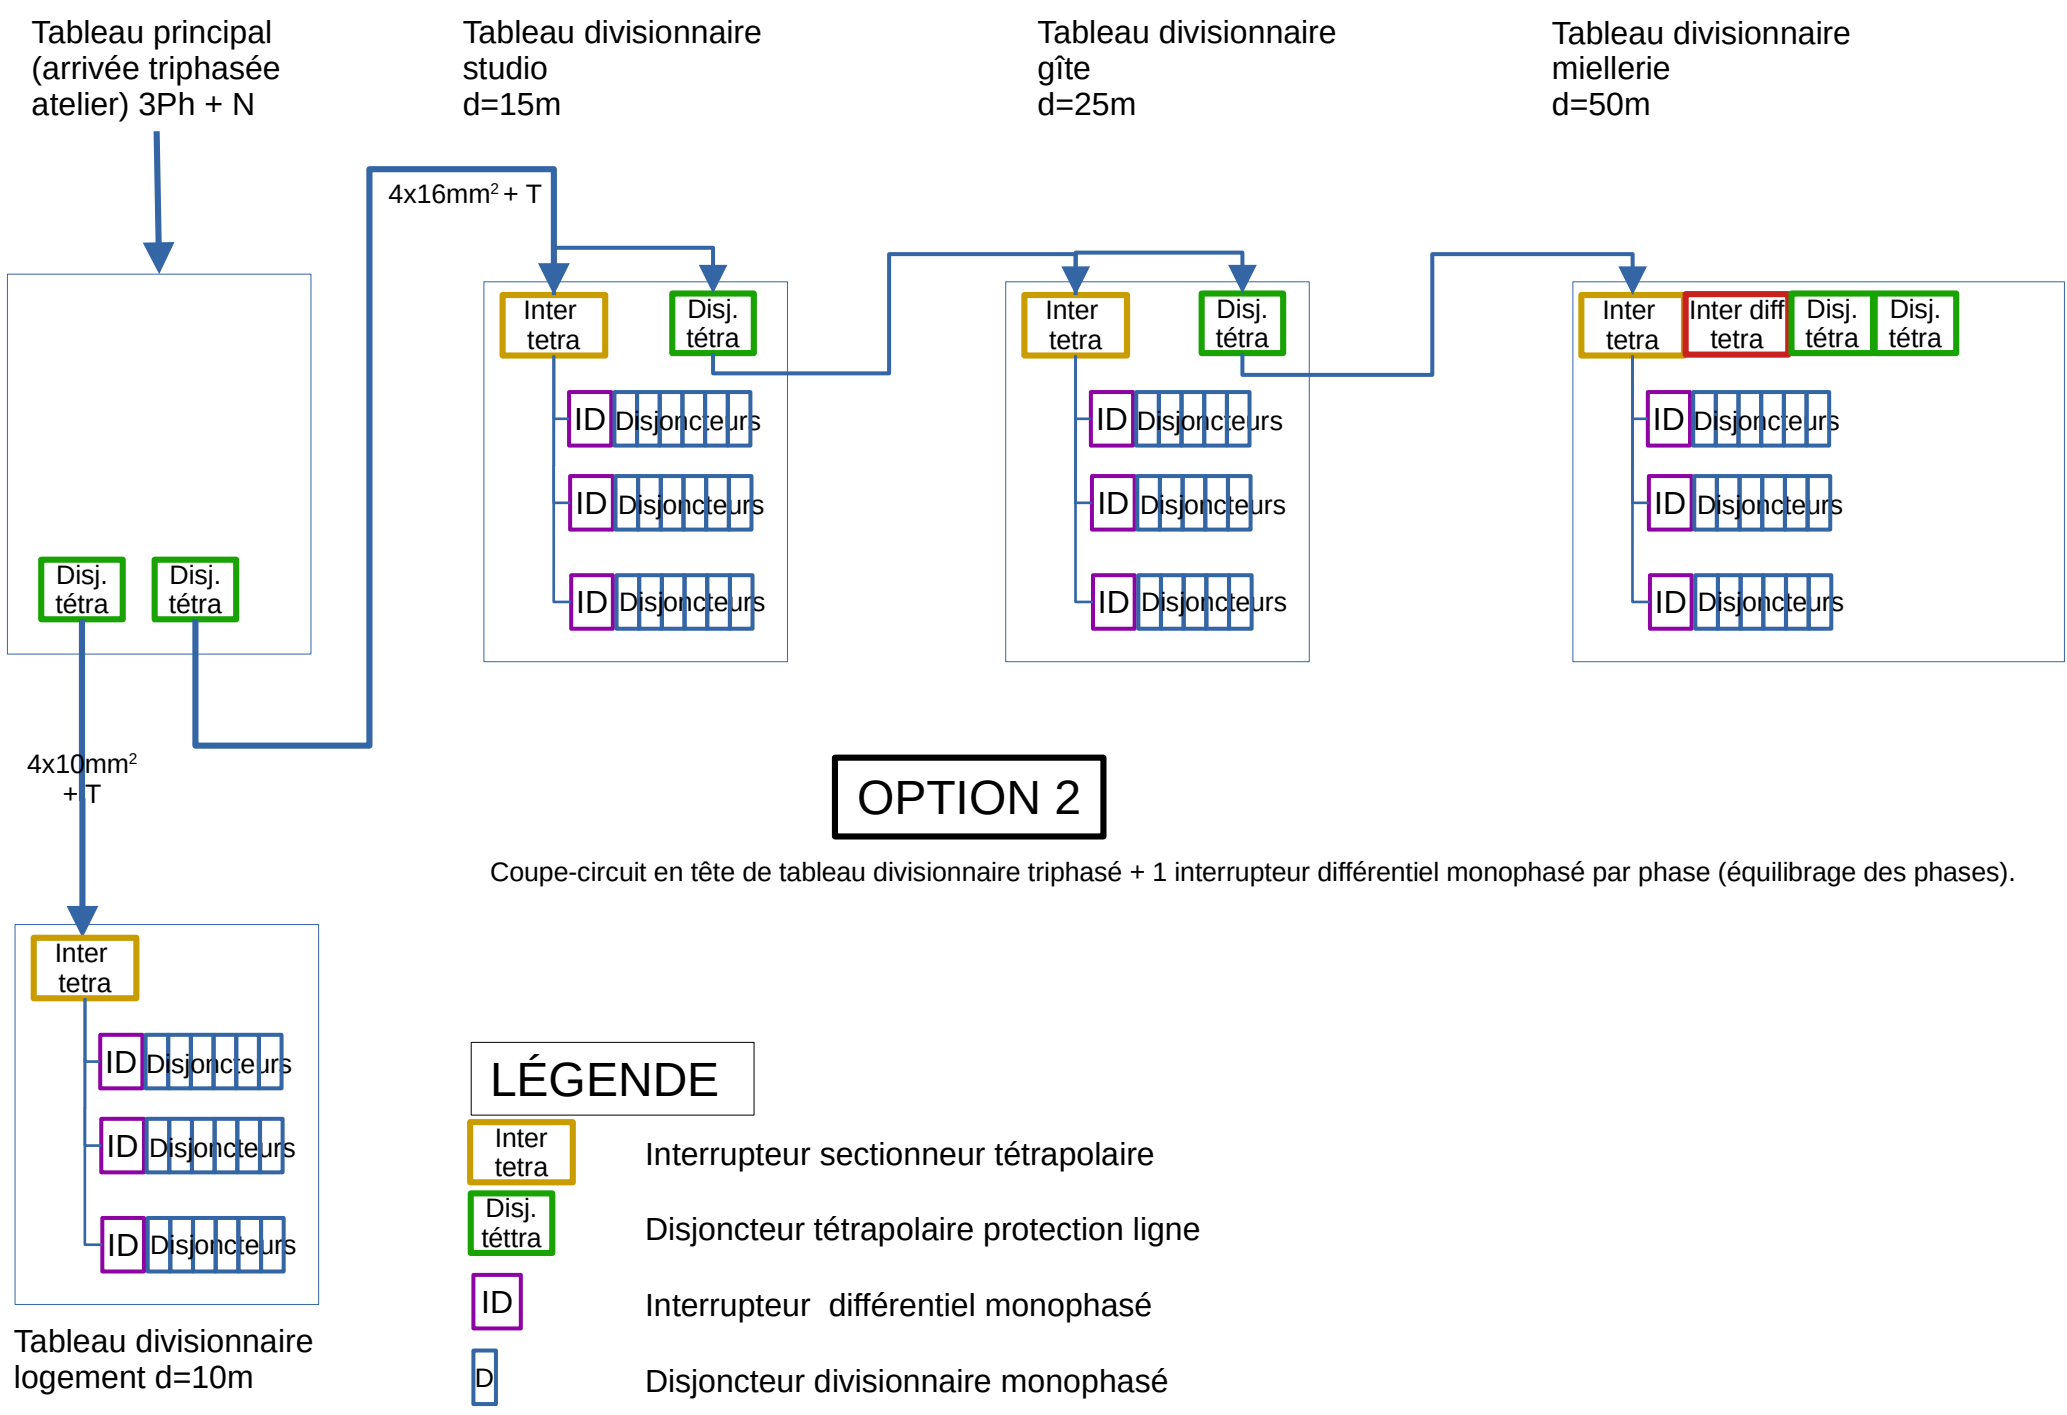 Tableau principal
(arrivée triphasée
atelier) 3Ph + N
Tableau divisionnaire
studio
d=15m
Tableau divisionnaire
gîte
d=25m
Tableau divisionnaire
miellerie
d=50m
4x16mm² + T
Inter
tetra
Disj.
tétra
Inter
tetra
Disj.
tétra
Inter
tetra
Inter diff
tetra
Disj.
tétra
Disj.
tétra
ID Disjoncteurs
ID Disjoncteurs
ID Disjoncteurs
ID Disjoncteurs
ID Disjoncteurs
ID Disjoncteurs
ID Disjoncteurs
ID Disjoncteurs
ID Disjoncteurs
Disj.
tétra
Disj.
tétra
4x10mm²
+ T
OPTION 2
Coupe-circuit en tête de tableau divisionnaire triphasé + 1 interrupteur différentiel monophasé par phase (équilibrage des phases).
Inter
tetra
ID Disjoncteurs
ID Disjoncteurs
ID Disjoncteurs
Tableau divisionnaire
logement d=10m
LÉGENDE
Inter
tetra
Interrupteur sectionneur tétrapolaire
Disj.
téttra
Disjoncteur tétrapolaire protection ligne
ID
Interrupteur  différentiel monophasé
D
Disjoncteur divisionnaire monophasé